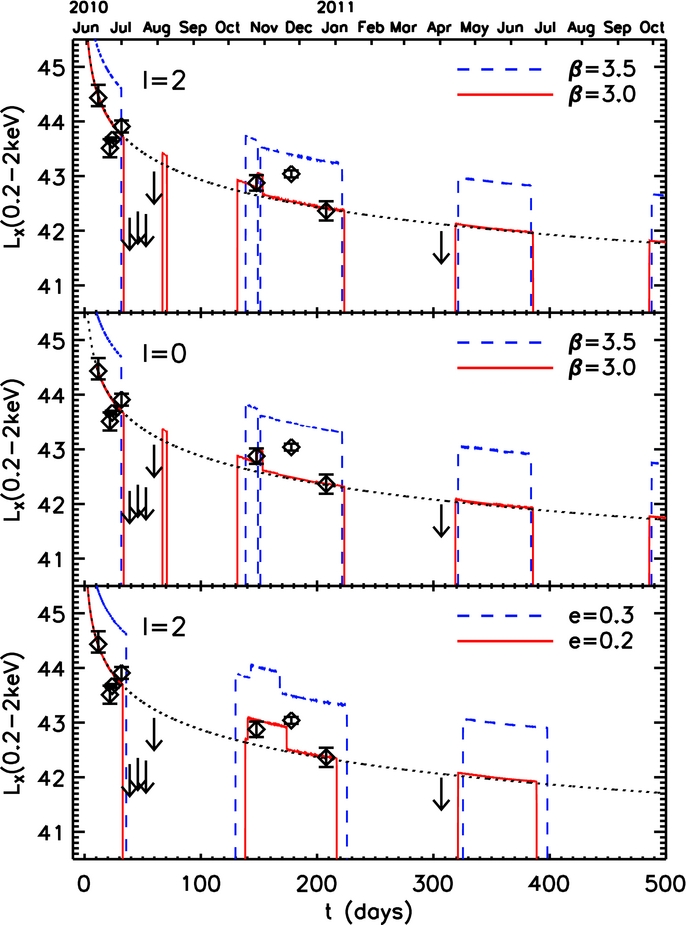 2010 2011
Jun Jul Aug Sep Oct Nov Dec Jan Feb Mar Apr May Jun Jul Aug Sep Oct
45
44
43
42
41
Lx(0.2−2keV)
I=2
β=3.5
β=3.0
45
44
43
42
41
Lx(0.2−2keV)
I=0
β=3.5
β=3.0
45
44
43
42
41
Lx(0.2−2keV)
I=2
e=0.3
e=0.2
0 100 200 300 400 500
t (days)